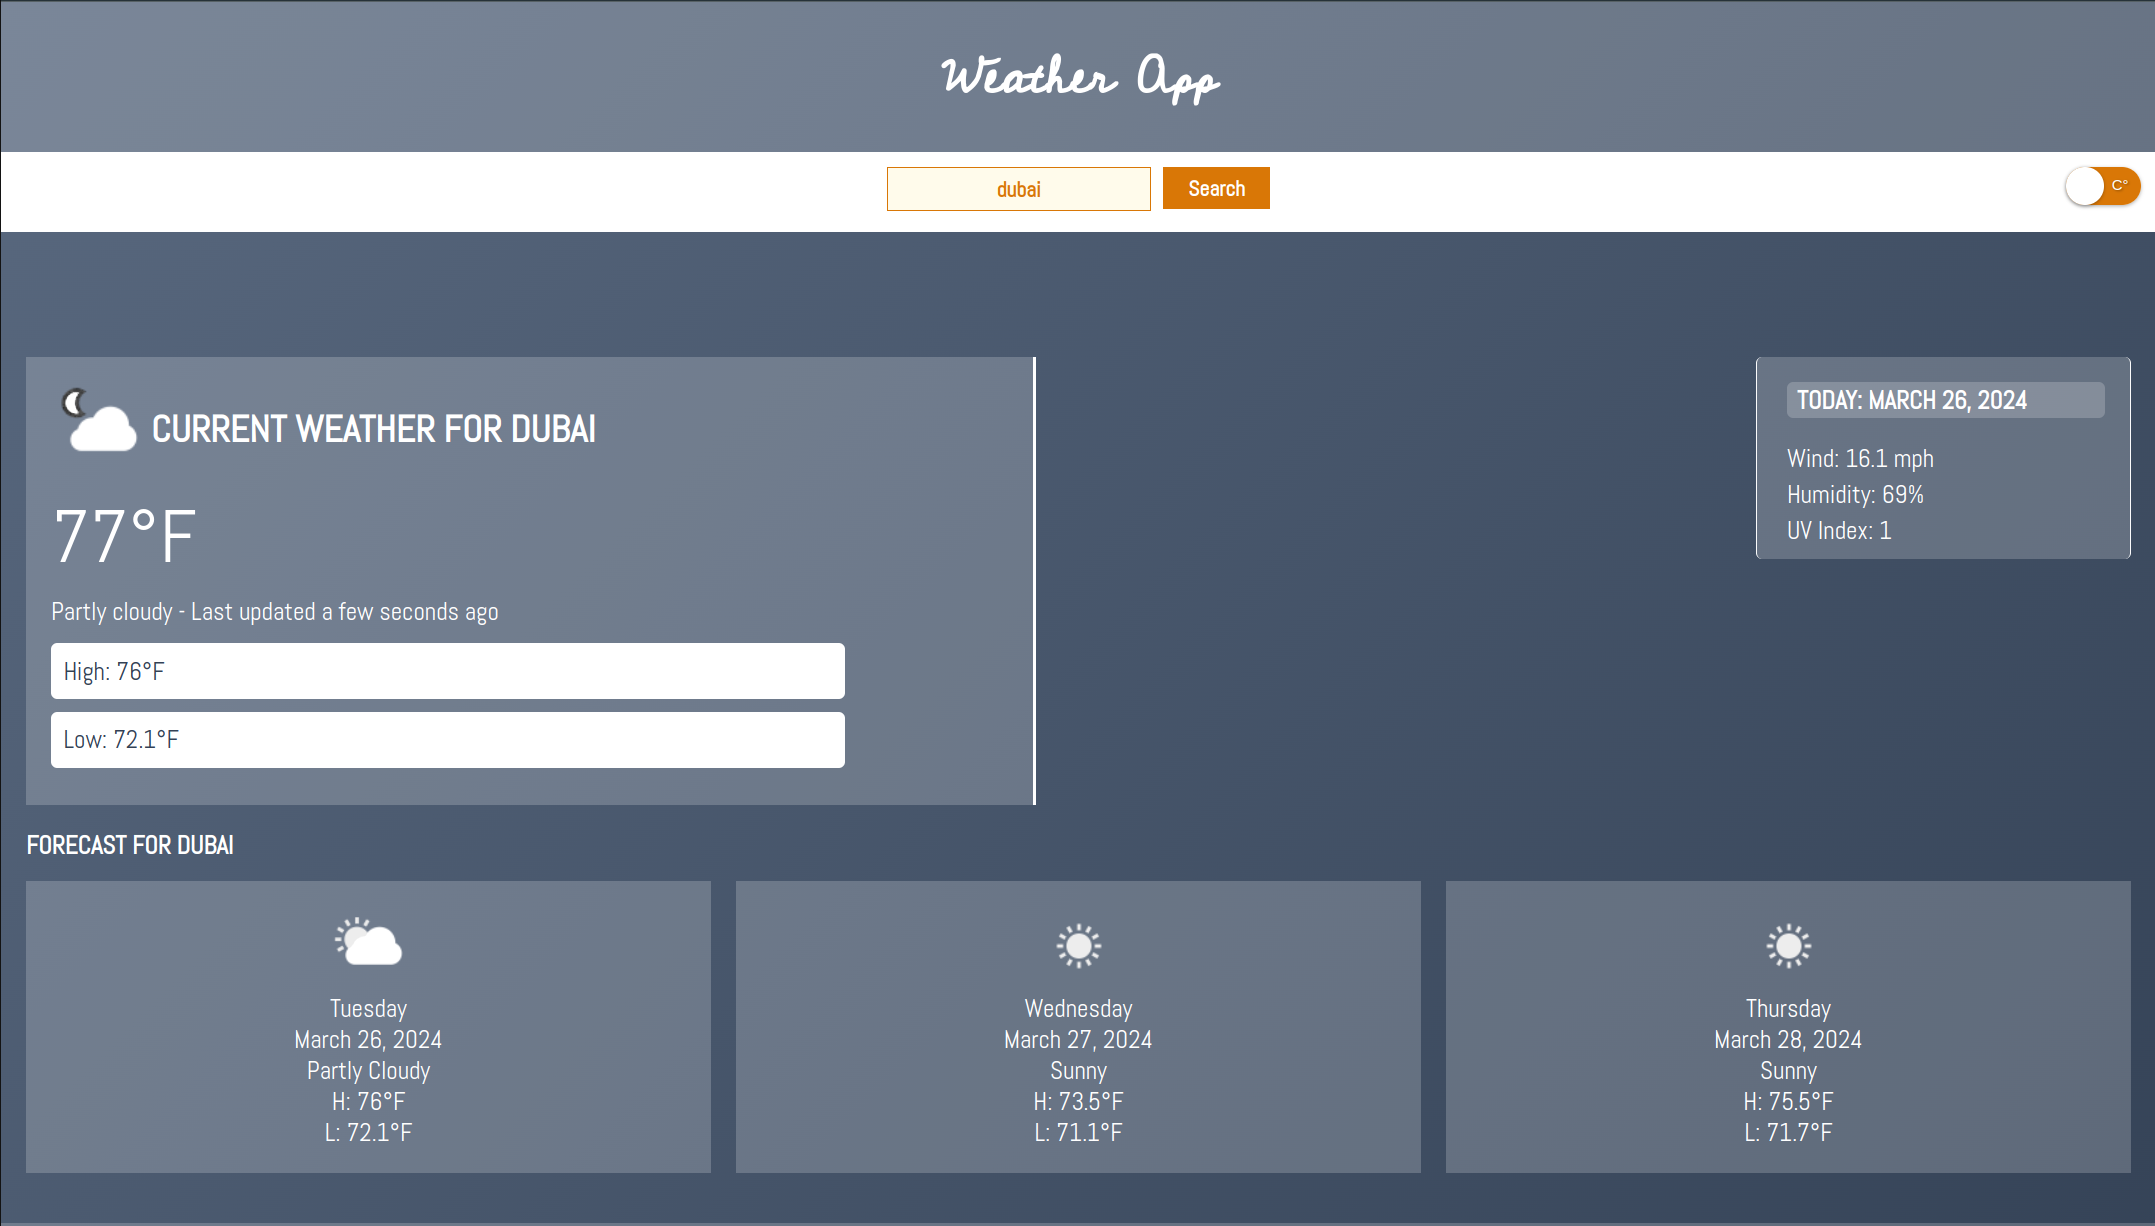 Weather App
dubai
Search
C°
CURRENT WEATHER FOR DUBAI
77°F
Partly cloudy - Last updated a few seconds ago
High: 76°F
Low: 72.1°F
TODAY: MARCH 26, 2024
Wind: 16.1 mph
Humidity: 69%
UV Index: 1
FORECAST FOR DUBAI
Tuesday
March 26, 2024
Partly Cloudy
H: 76°F
L: 72.1°F
Wednesday
March 27, 2024
Sunny
H: 73.5°F
L: 71.1°F
Thursday
March 28, 2024
Sunny
H: 75.5°F
L: 71.7°F